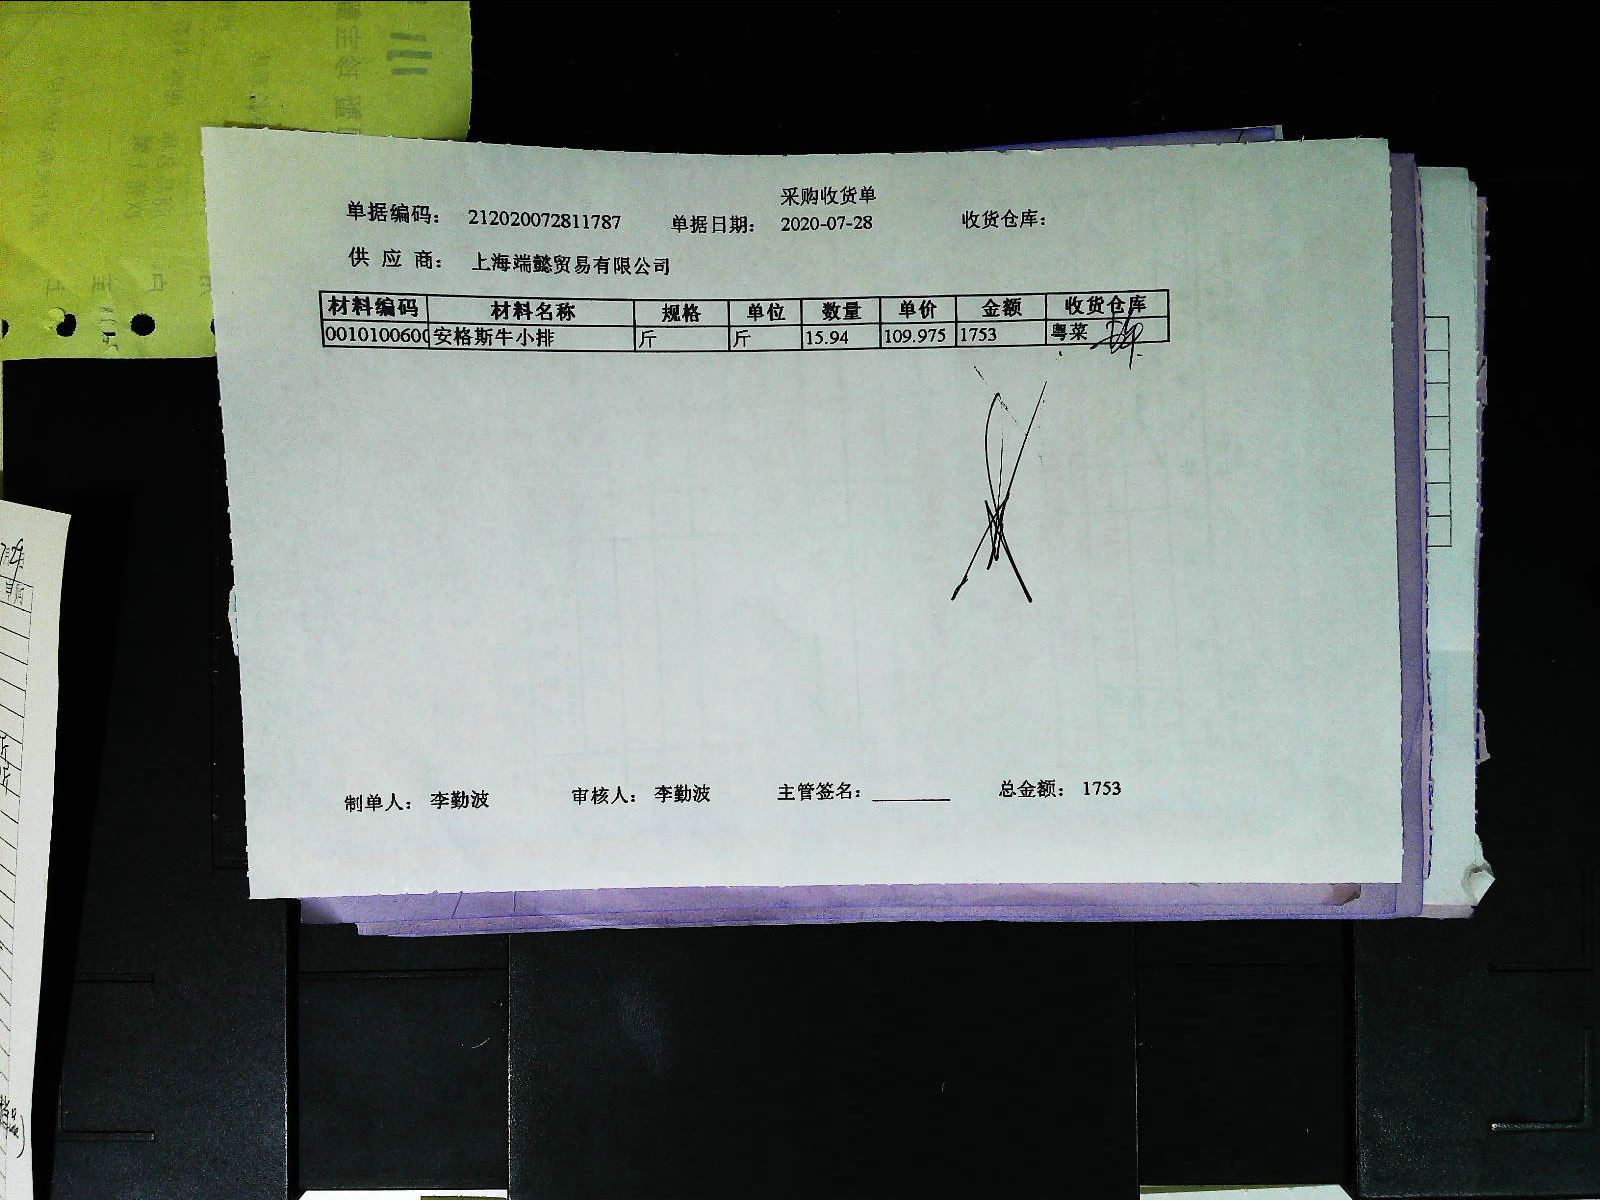 采购收货单
单据编码： 212020072811787 单据日期： 2020-07-28 收货仓库：
供 应 商： 上海端懿贸易有限公司
材料编码 材料名称 规格 单位 数量 单价 金额 收货仓库
0010100600 安格斯牛小排 斤 斤 15.94 109.975 1753 粤菜
制单人： 李勤波 审核人： 李勤波 主管签名： 总金额： 1753